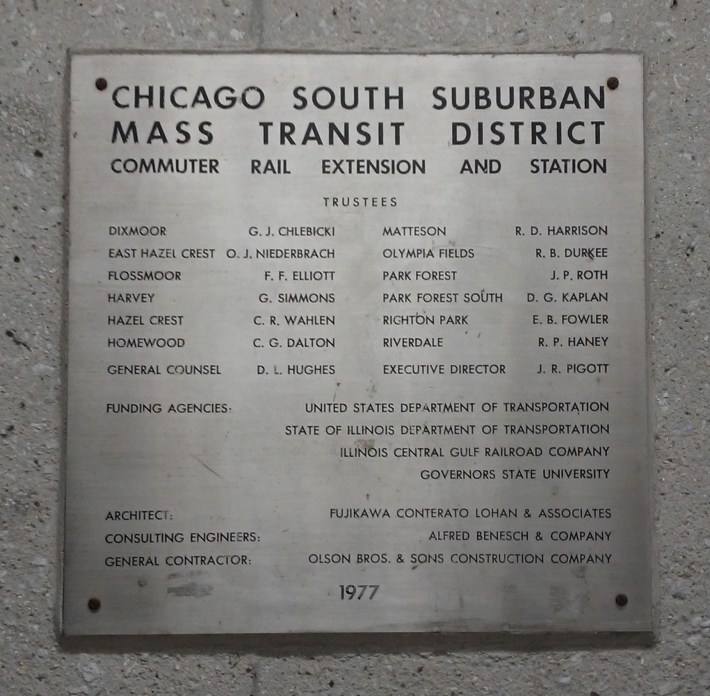 CHICAGO SOUTH SUBURBAN
MASS TRANSIT DISTRICT
COMMUTER RAIL EXTENSION AND STATION
TRUSTEES
DIXMOOR G. J. CHLEBICKI MATTESON R. D. HARRISON
EAST HAZEL CREST O. J. NIEDERBRACH OLYMPIA FIELDS R. B. DURKEE
FLOSSMOOR F. F. ELLIOTT PARK FOREST J. P. ROTH
HARVEY G. SIMMONS PARK FOREST SOUTH D. G. KAPLAN
HAZEL CREST C. R. WAHLEN RICHTON PARK E. B. FOWLER
HOMEWOOD C. G. DALTON RIVERDALE R. P. HANEY
GENERAL COUNSEL D. L. HUGHES EXECUTIVE DIRECTOR J. R. PIGOTT
FUNDING AGENCIES: UNITED STATES DEPARTMENT OF TRANSPORTATION
STATE OF ILLINOIS DEPARTMENT OF TRANSPORTATION
ILLINOIS CENTRAL GULF RAILROAD COMPANY
GOVERNORS STATE UNIVERSITY
ARCHITECT: FUJIKAWA CONTERATO LOHAN & ASSOCIATES
CONSULTING ENGINEERS: ALFRED BENESCH & COMPANY
GENERAL CONTRACTOR: OLSON BROS. & SONS CONSTRUCTION COMPANY
1977